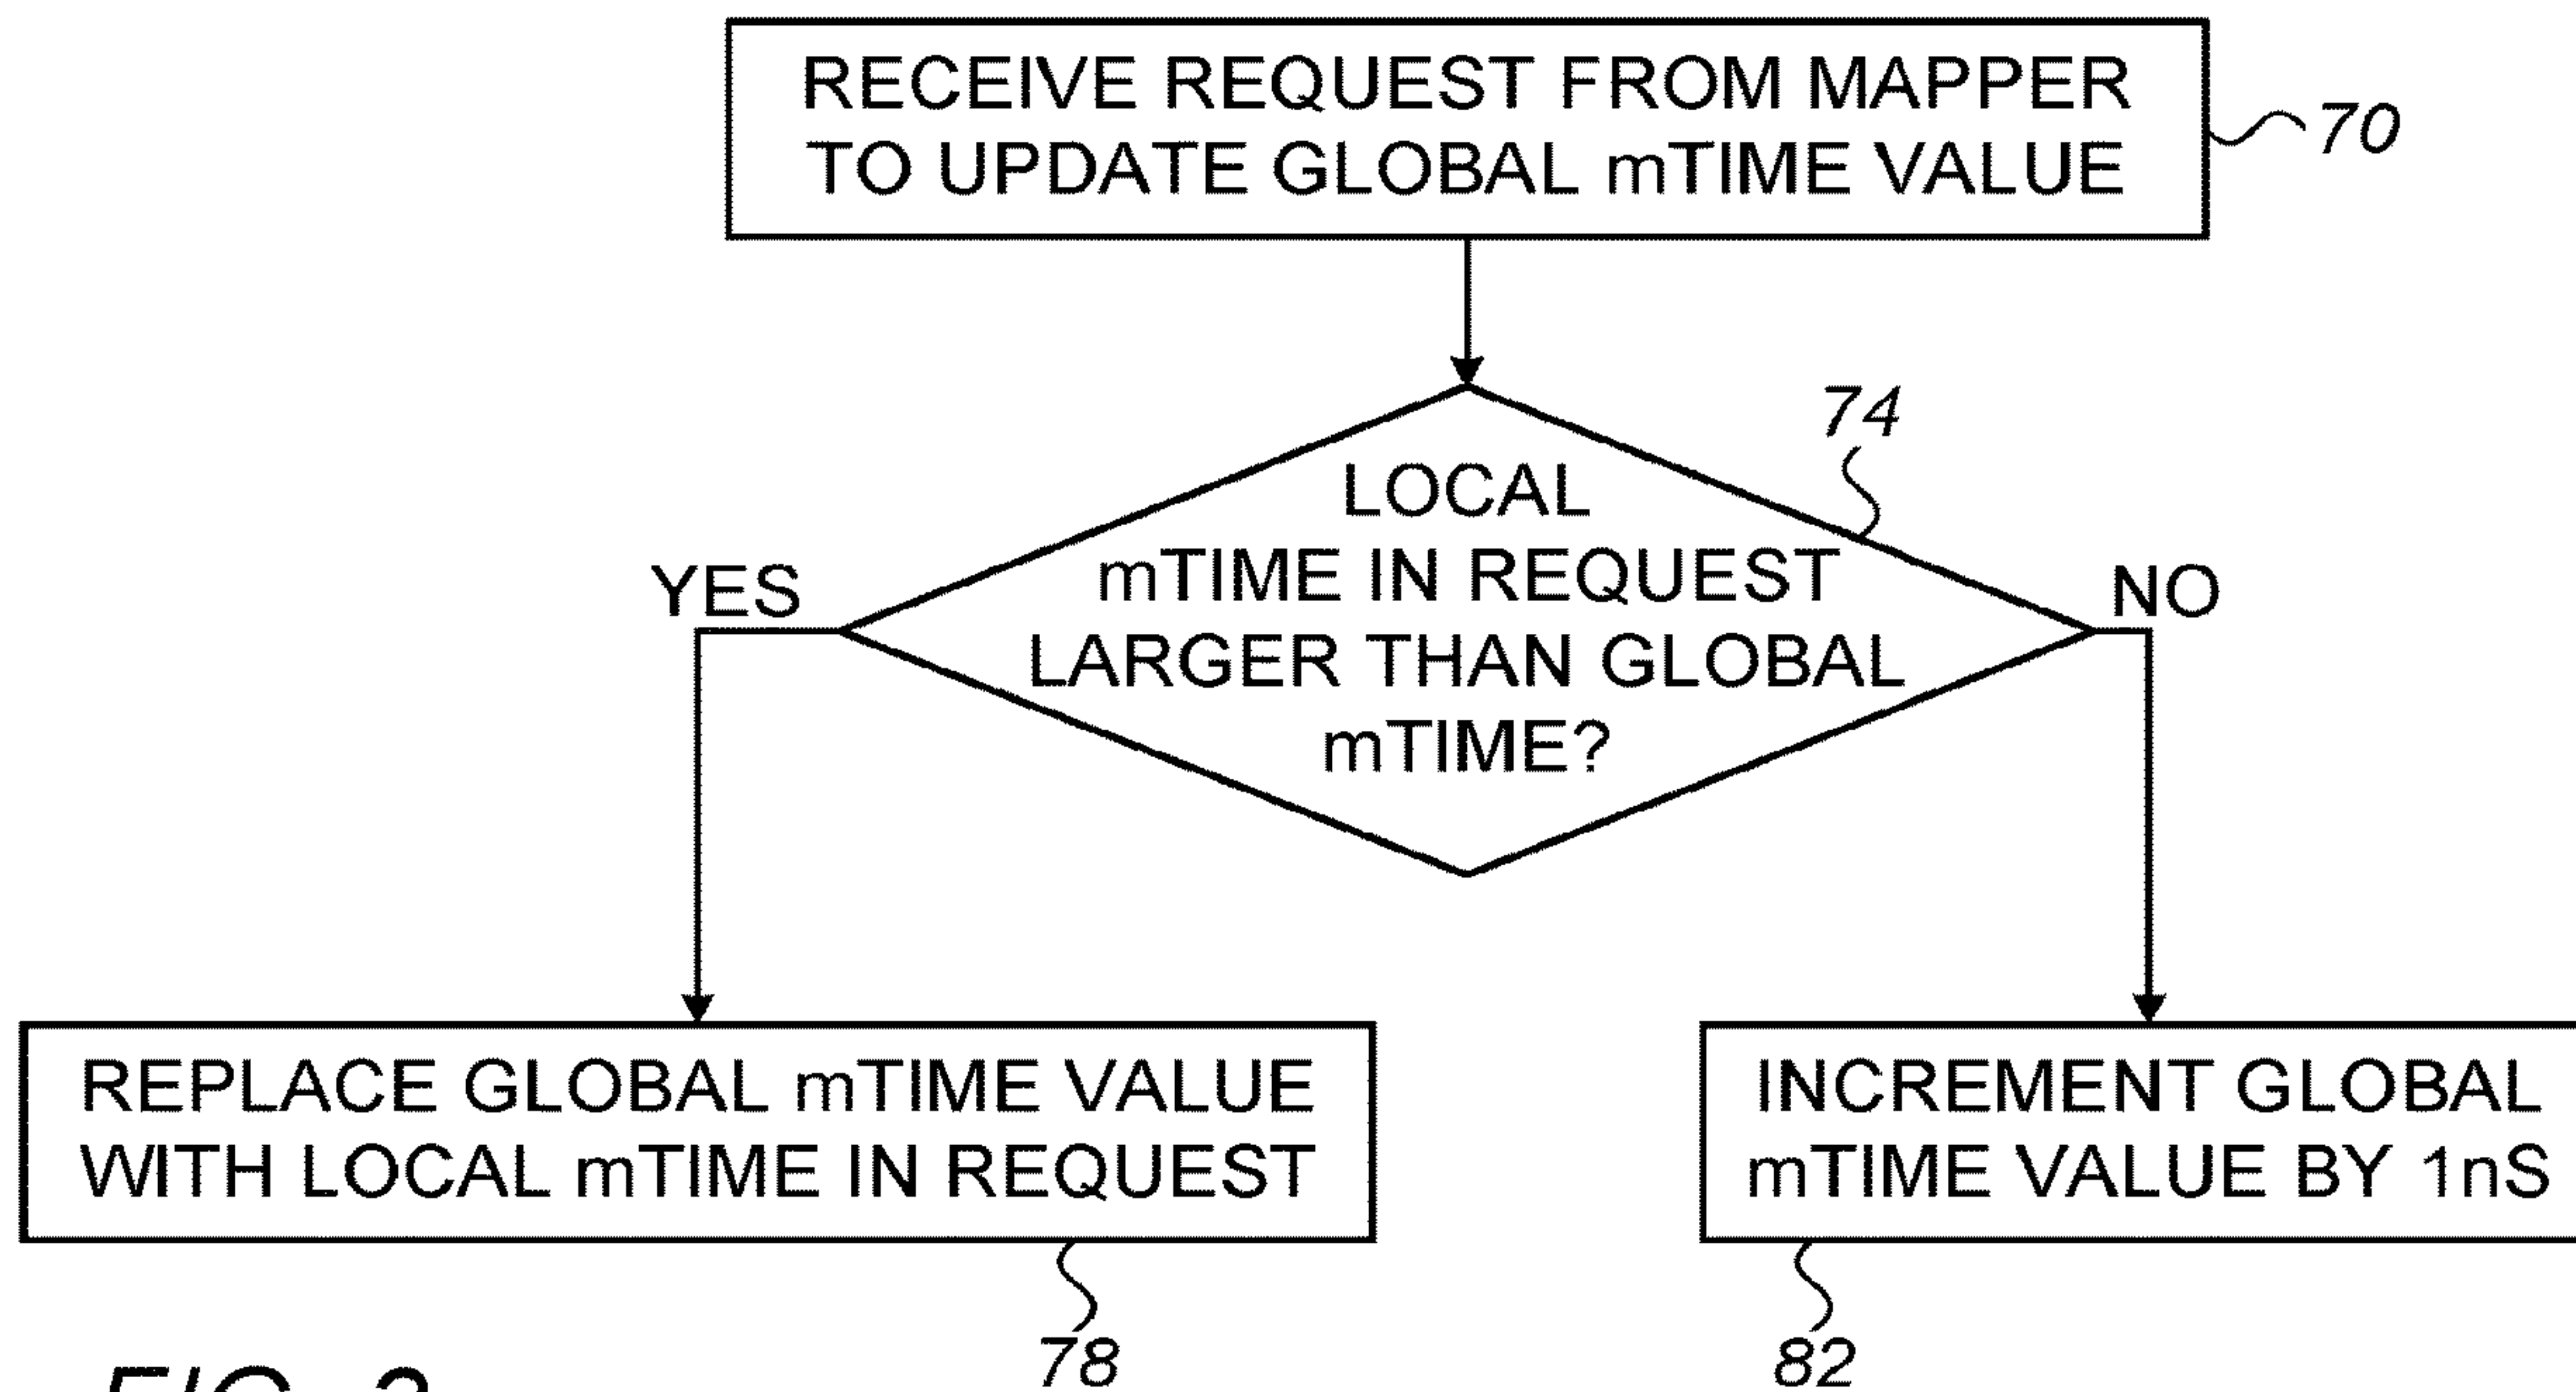 RECEIVE REQUEST FROM MAPPER
TO UPDATE GLOBAL mTIME VALUE
70
74
LOCAL
mTIME IN REQUEST
LARGER THAN GLOBAL
mTIME?
YES
NO
REPLACE GLOBAL mTIME VALUE
WITH LOCAL mTIME IN REQUEST
78
INCREMENT GLOBAL
mTIME VALUE BY 1nS
82